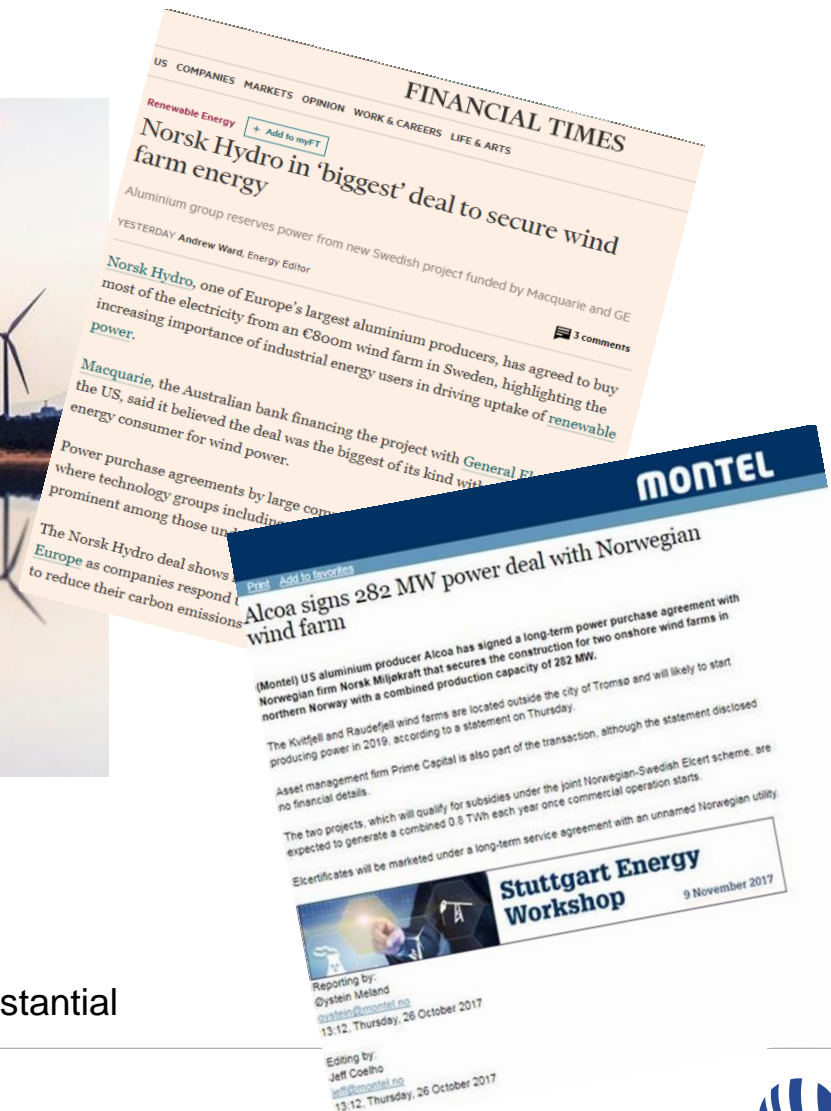 FINANCIAL TIMES
US COMPANIES MARKETS OPINION WORK & CAREERS LIFE & ARTS
Renewable Energy + Add to myFT
Norsk Hydro in ‘biggest’ deal to secure wind
farm energy
Aluminium group reserves power from new Swedish project funded by Macquarie and GE
YESTERDAY Andrew Ward, Energy Editor
3 comments
Norsk Hydro, one of Europe’s largest aluminium producers, has agreed to buy
most of the electricity from an €800m wind farm in Sweden, highlighting the
increasing importance of industrial energy users in driving uptake of renewable
power.
Macquarie, the Australian bank financing the project with General
the US, said it believed the deal was the biggest of its kind
energy consumer for wind power.
Power purchase agreements by large
where technology groups including
prominent among those
The Norsk Hydro deal shows
Europe as companies respond
to reduce their carbon emissions
MONTEL
Print Add to favorites
Alcoa signs 282 MW power deal with Norwegian
wind farm
(Montel) US aluminium producer Alcoa has signed a long-term power purchase agreement with
Norwegian firm Norsk Miljøkraft that secures the construction for two onshore wind farms in
northern Norway with a combined production capacity of 282 MW.
The Kvitfjell and Raudefjell wind farms are located outside the city of Tromsø and will likely to start
producing power in 2019, according to a statement on Thursday.
Asset management firm Prime Capital is also part of the transaction, although the statement disclosed
no financial details.
The two projects, which will qualify for subsidies under the joint Norwegian-Swedish Elcert scheme, are
expected to generate a combined 0.8 TWh each year once commercial operation starts.
Elcertificates will be marketed under a long-term service agreement with an unnamed Norwegian utility.
Stuttgart Energy
Workshop 9 November 2017
Reporting by:
Øystein Meland
oystein@montel.no
13:12, Thursday, 26 October 2017
Editing by:
Jeff Coelho
jeff@montel.no
13:12, Thursday, 26 October 2017
stantial